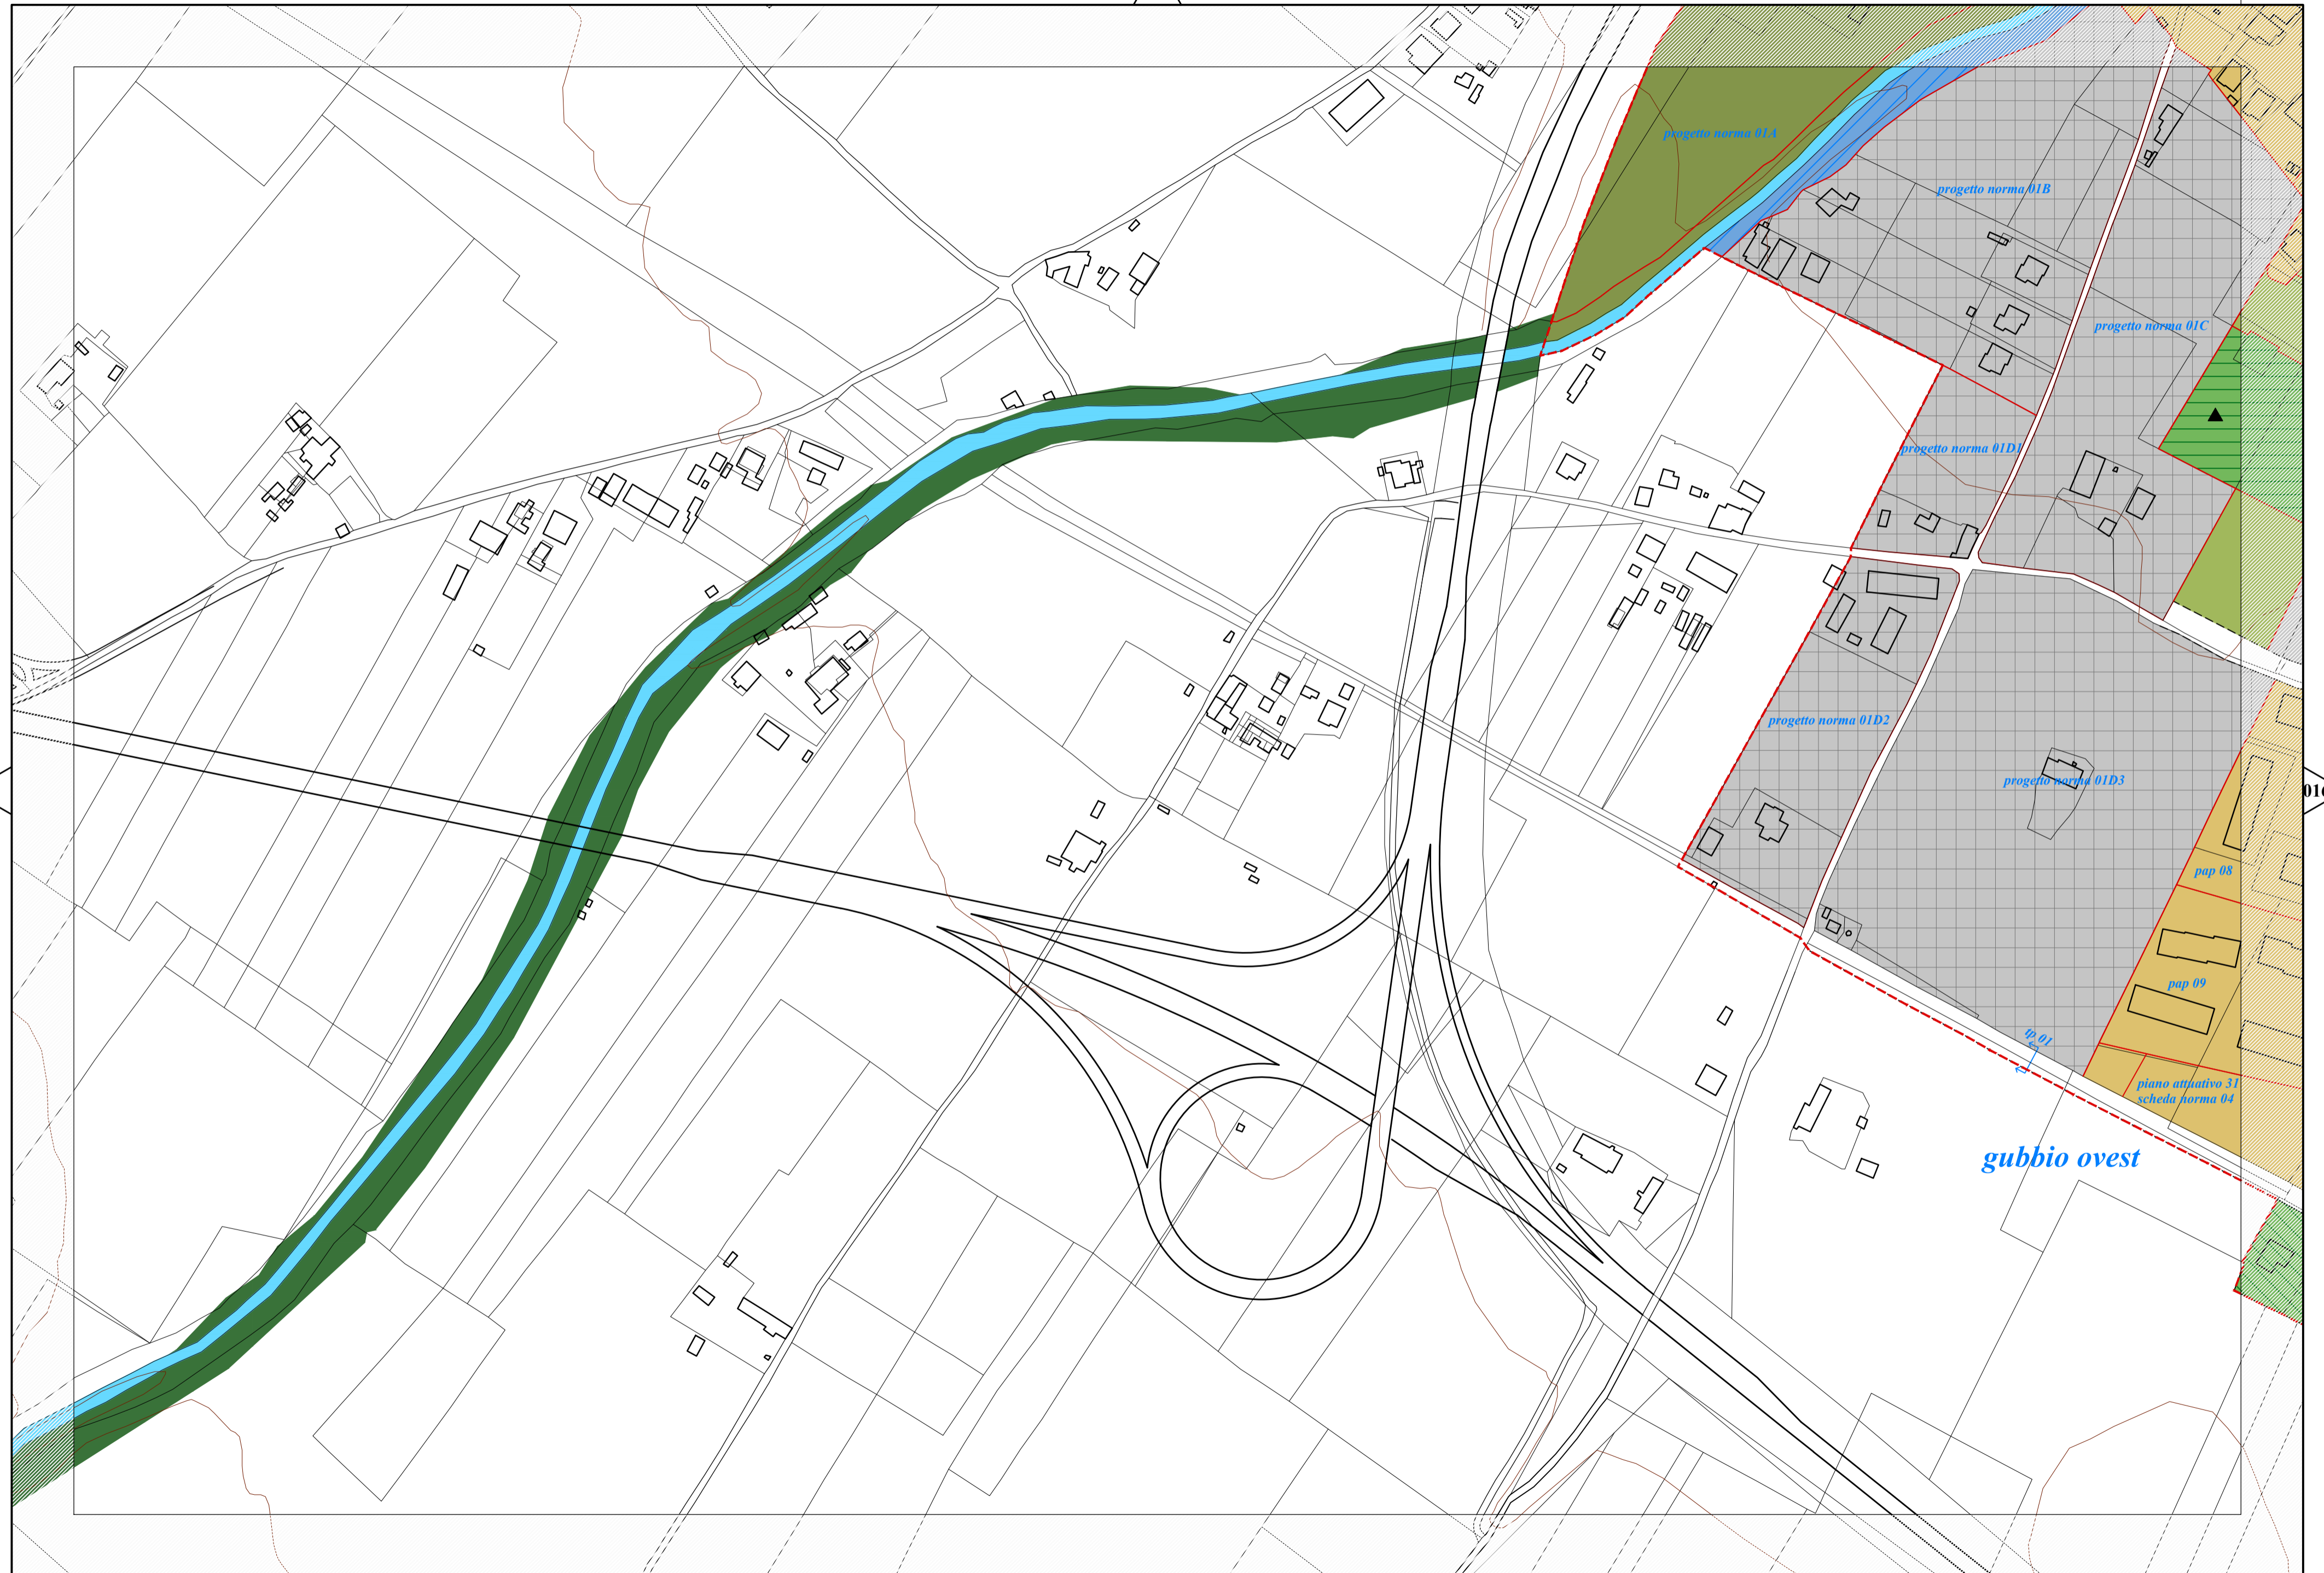 progetto norma 01A
progetto norma 01B
progetto norma 01C
progetto norma 01D1
progetto norma 01D2
progetto norma 01D3
pap 08
pap 09
rp 01
piano attuativo 31
scheda norma 04
gubbio ovest